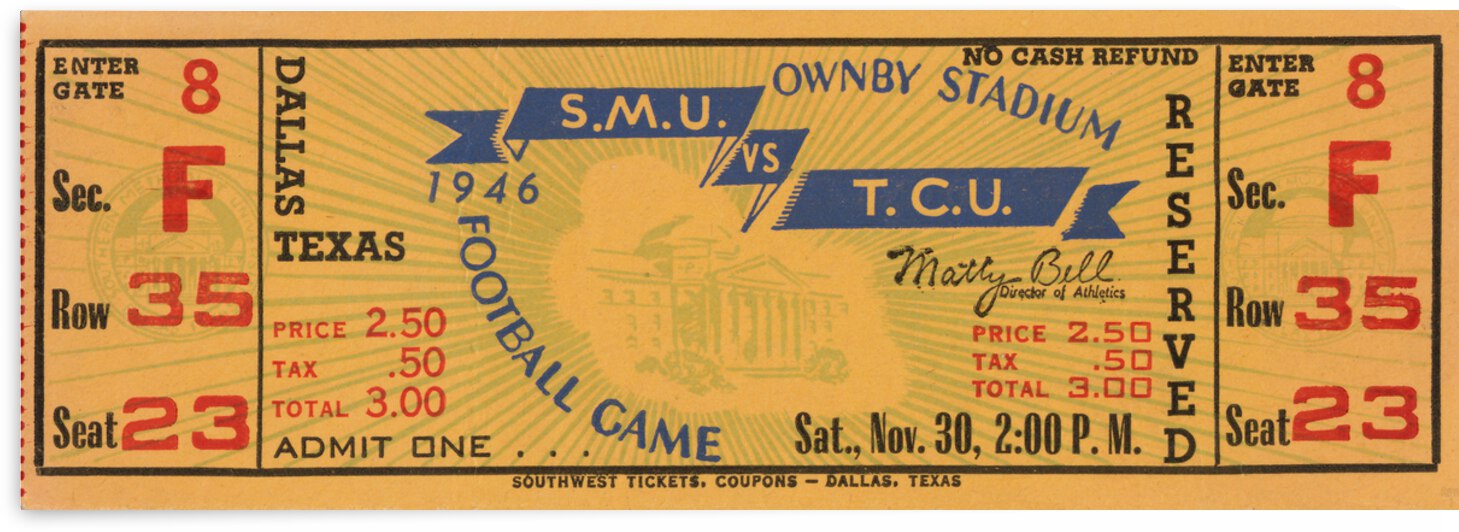 ENTER
GATE 8
Sec. F
Row 35
Seat 23
DALLAS
TEXAS
PRICE 2.50
TAX .50
TOTAL 3.00
ADMIT ONE . . .
S.M.U.
VS
T.C.U.
1946
FOOTBALL GAME
OWNBY STADIUM
NO CASH REFUND
Matty Bell
Director of Athletics
PRICE 2.50
TAX .50
TOTAL 3.00
Sat., Nov. 30, 2:00 P. M.
RESERVED
ENTER
GATE 8
Sec. F
Row 35
Seat 23
SOUTHWEST TICKETS, COUPONS — DALLAS, TEXAS